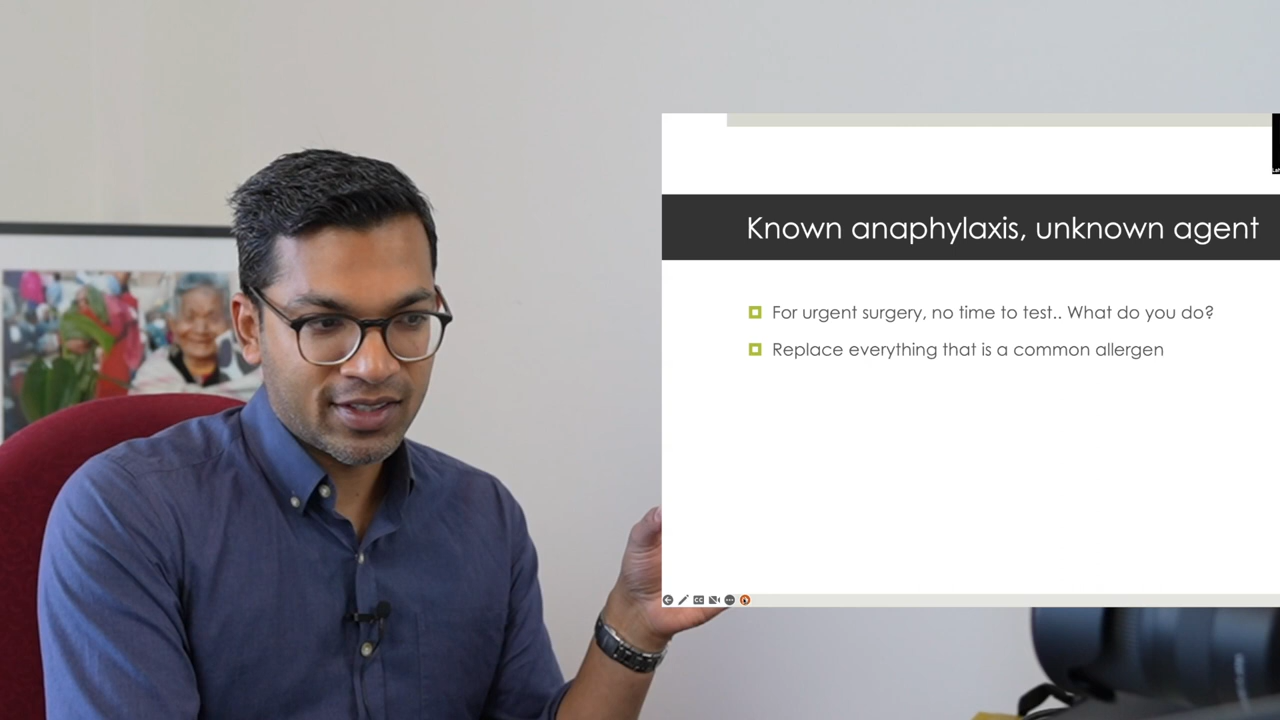 Known anaphylaxis, unknown agent
For urgent surgery, no time to test.. What do you do?
Replace everything that is a common allergen
CC